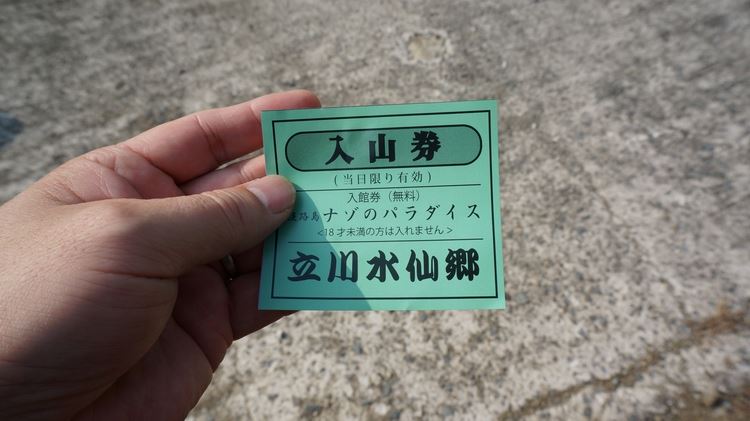 入山券
(当日限り有効)
入館券（無料）
淡路島ナゾのパラダイス
<18才未満の方は入れません>
立川水仙郷